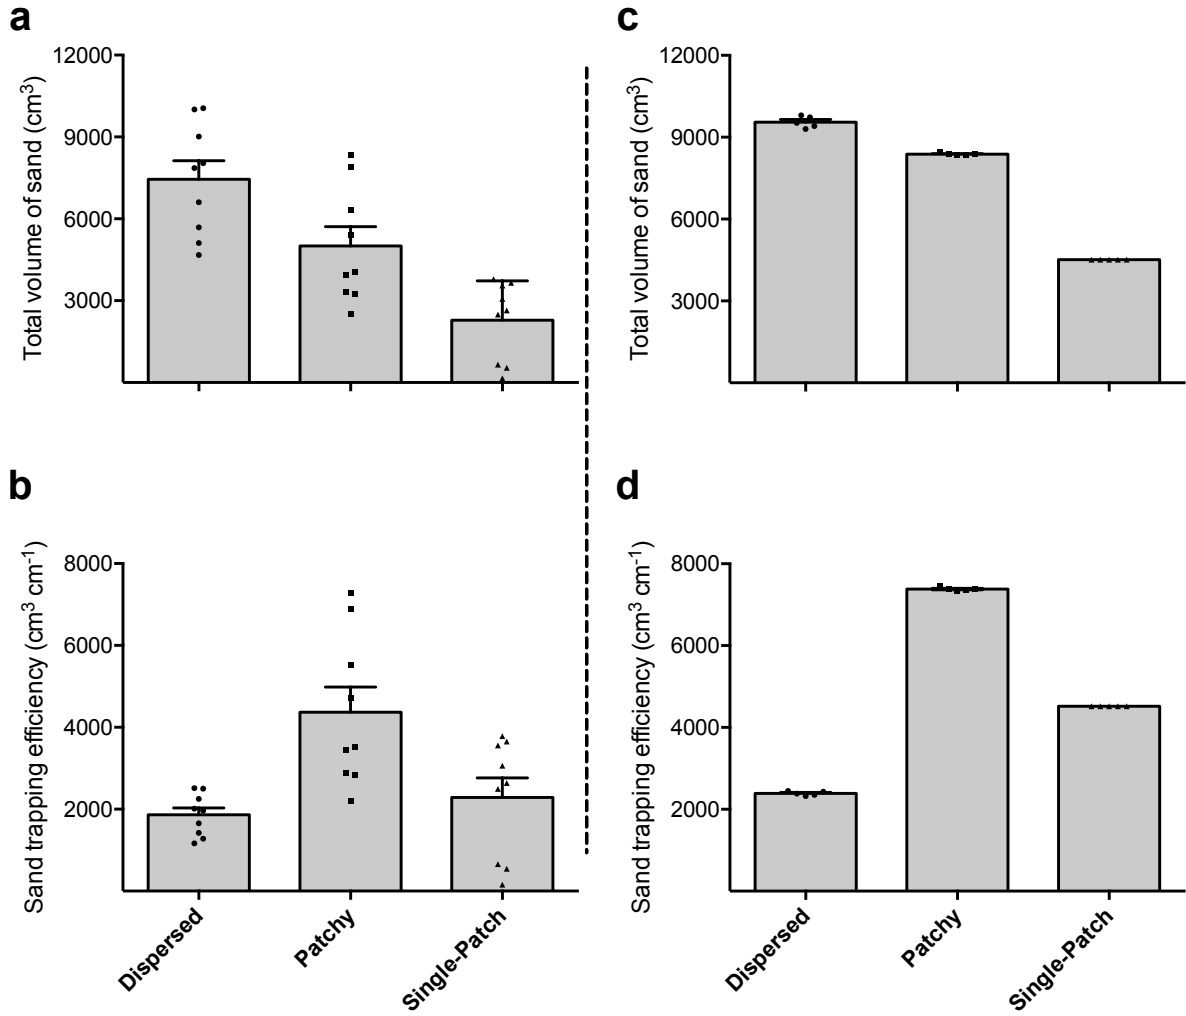 a
Total volume of sand (cm³)
12000
9000
6000
3000
c
Total volume of sand (cm³)
12000
9000
6000
3000
b
Sand trapping efficiency (cm³ cm⁻¹)
8000
6000
4000
2000
Dispersed
Patchy
Single-Patch
d
Sand trapping efficiency (cm³ cm⁻¹)
8000
6000
4000
2000
Dispersed
Patchy
Single-Patch